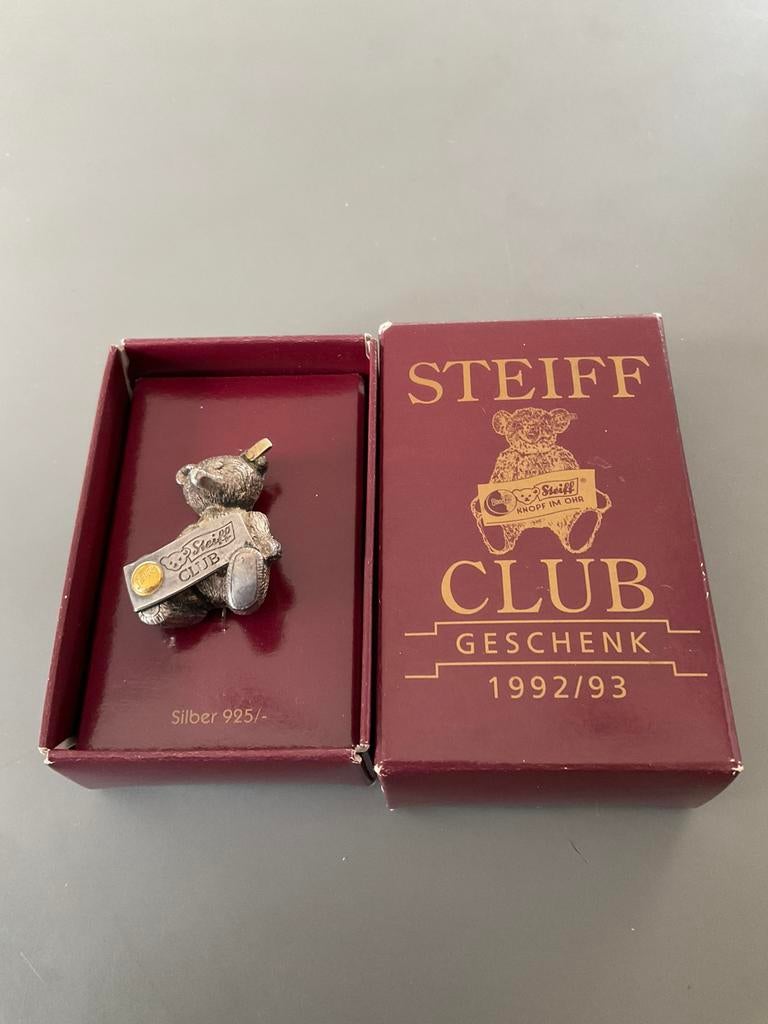 Steiff
CLUB
Silber 925/-
STEIFF
Steiff
KNOPF IM OHR
CLUB
GESCHENK
1992/93